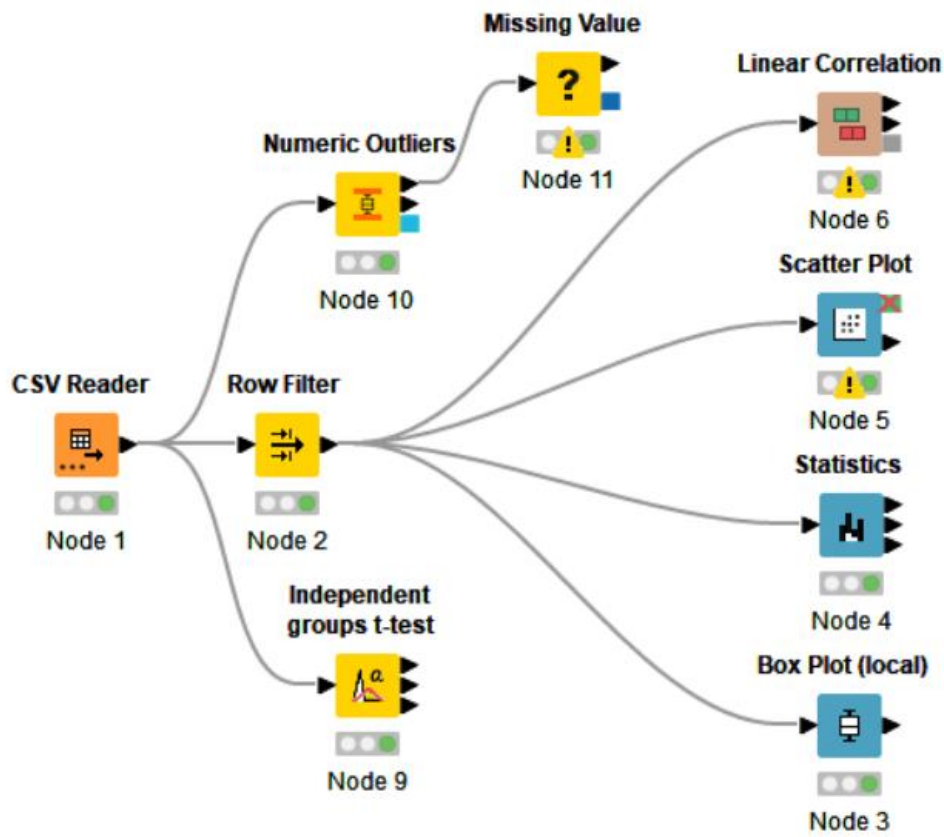 Missing Value
?
Node 11
Linear Correlation
Node 6
Numeric Outliers
Node 10
Scatter Plot
Node 5
CSV Reader
Node 1
Row Filter
Node 2
Statistics
Node 4
Independent
groups t-test
α
Node 9
Box Plot (local)
Node 3